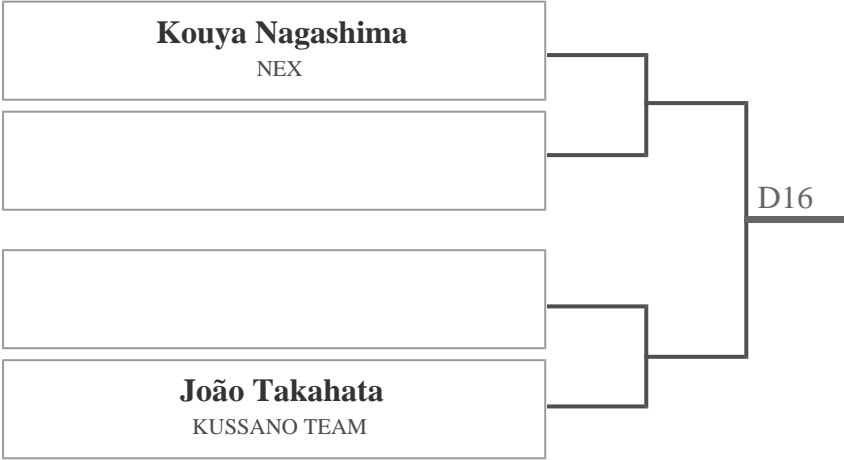 Kouya Nagashima
NEX
D16
João Takahata
KUSSANO TEAM